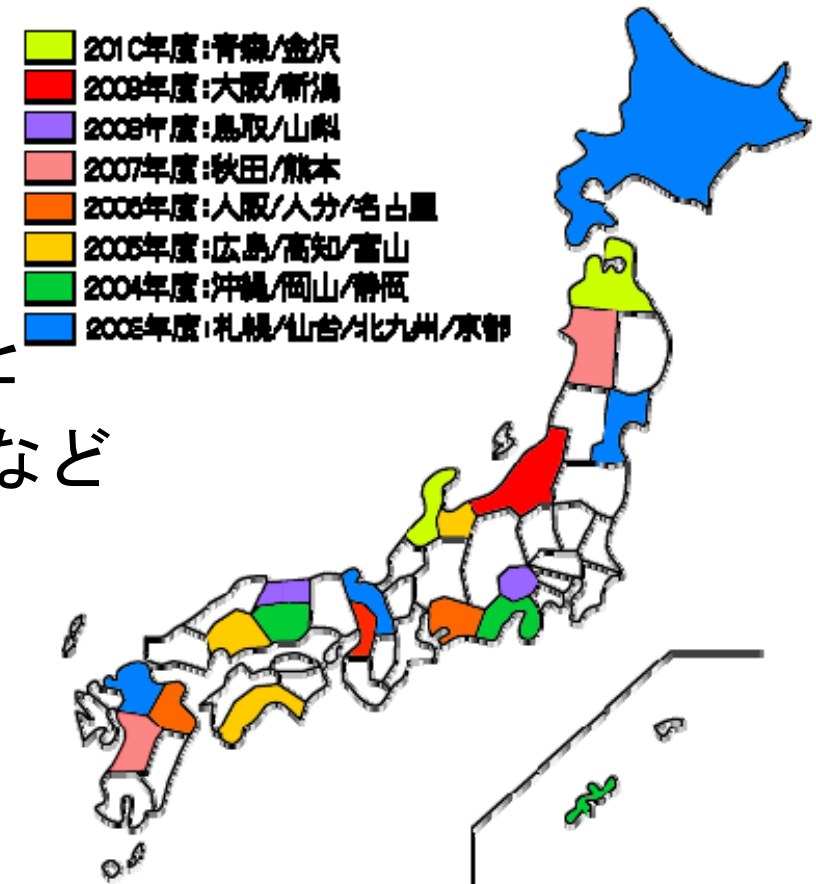 2010年度:青森/金沢
2009年度:大阪/新潟
2008年度:鳥取/山梨
2007年度:秋田/熊本
2006年度:大阪/大分/名古屋
2005年度:広島/高知/富山
2004年度:沖縄/岡山/静岡
2003年度:札幌/仙台/北九州/京都
など